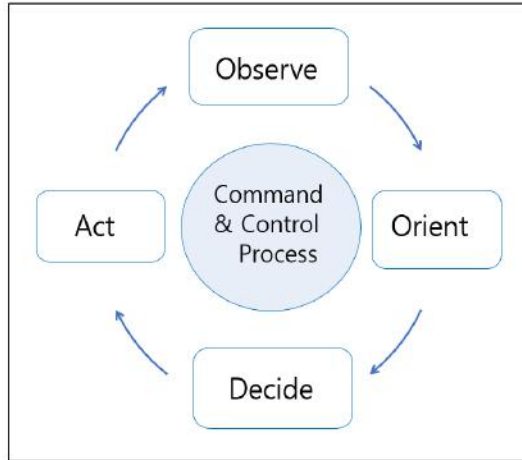 Observe
Command
& Control
Process
Act
Orient
Decide